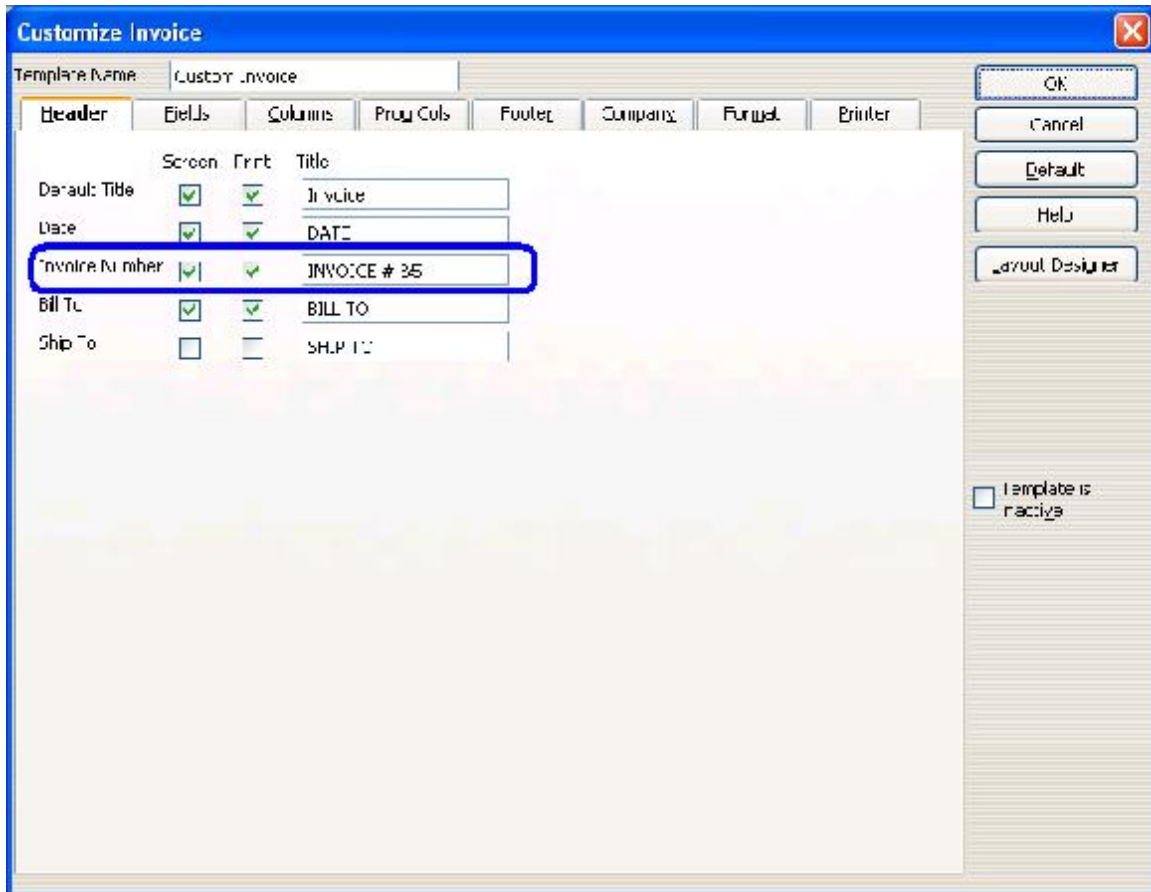 Customize Invoice
Template Name Custom Invoice
OK
Header Fields Columns Prog Cols Footer Company Format Printer
Cancel
Screen Print Title
Default
Default Title Invoice
Help
Date DATE
Invoice Number INVOICE #
Layout Designer
Bill To BILL TO
Ship To SHIP TO
Template is
inactive